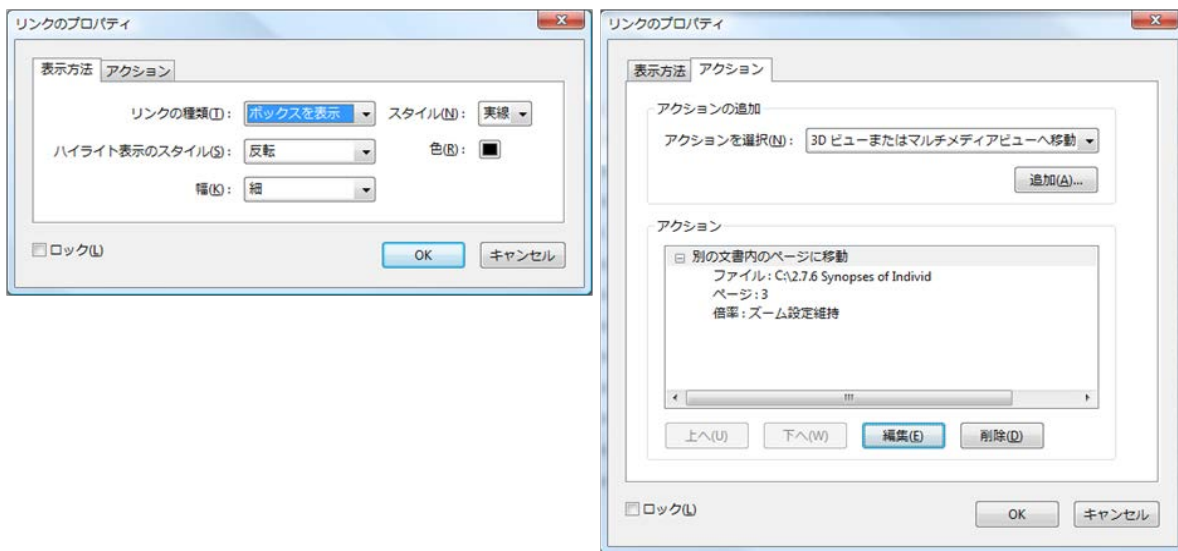 リンクのプロパティ
表示方法 アクション
リンクの種類(T): ボックスを表示 スタイル(N): 実線
ハイライト表示のスタイル(S): 反転 色(R):
幅(K): 細
ロック(L)
OK キャンセル
リンクのプロパティ
表示方法 アクション
アクションの追加
アクションを選択(N): 3D ビューまたはマルチメディアビューへ移動
追加(A)...
アクション
別の文書内のページに移動
ファイル : C:\2.7.6 Synopses of Individ
ページ : 3
倍率 : ズーム設定維持
上へ(U) 下へ(W) 編集(E) 削除(D)
ロック(L)
OK キャンセル